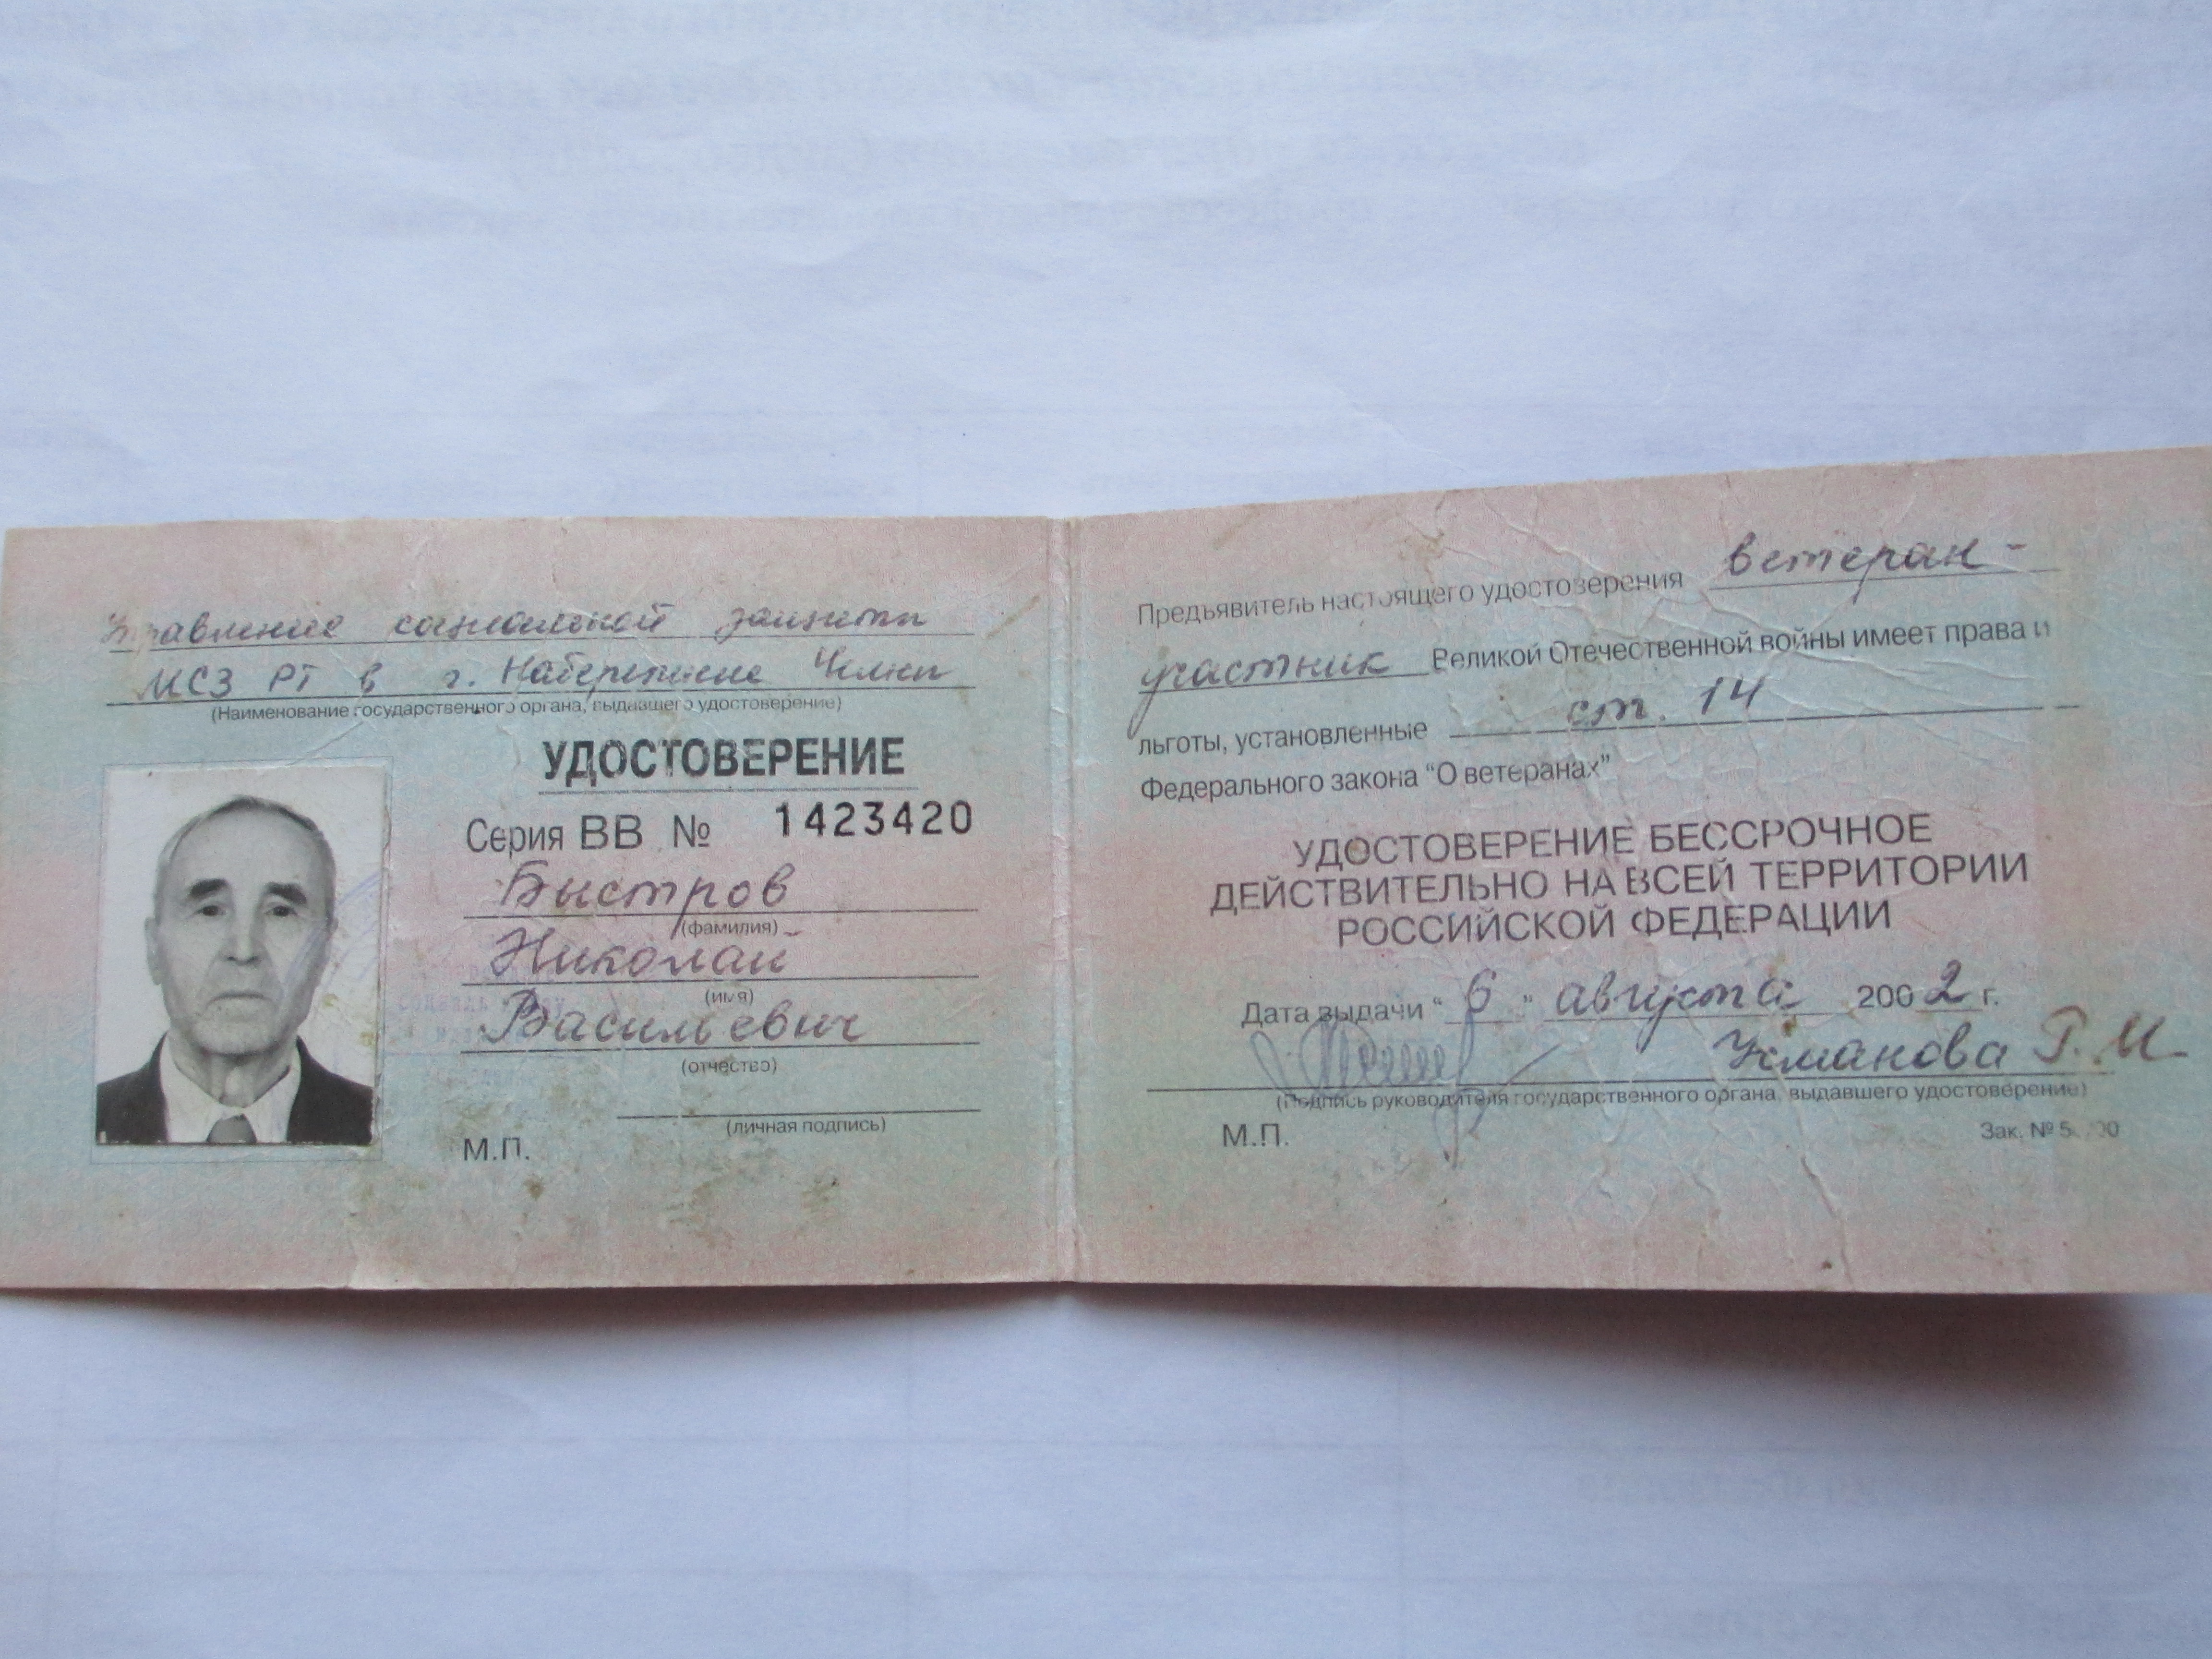 Управление социальной защиты
МСЗ РТ в г. Набережные Челны
(Наименование государственного органа, выдавшего удостоверение)
УДОСТОВЕРЕНИЕ
Серия ВВ № 1423420
Быстров
(фамилия)
Николай
(имя)
Васильевич
(отчество)
(личная подпись)
М.П.
Предъявитель настоящего удостоверения ветеран -
участник Великой Отечественной войны имеет права и
льготы, установленные ст. 14
Федерального закона "О ветеранах"
УДОСТОВЕРЕНИЕ БЕССРОЧНОЕ
ДЕЙСТВИТЕЛЬНО НА ВСЕЙ ТЕРРИТОРИИ
РОССИЙСКОЙ ФЕДЕРАЦИИ
Дата выдачи "6" августа 2002 г.
Усманова Г. М.
(Подпись руководителя государственного органа, выдавшего удостоверение)
М.П.
Зак. №